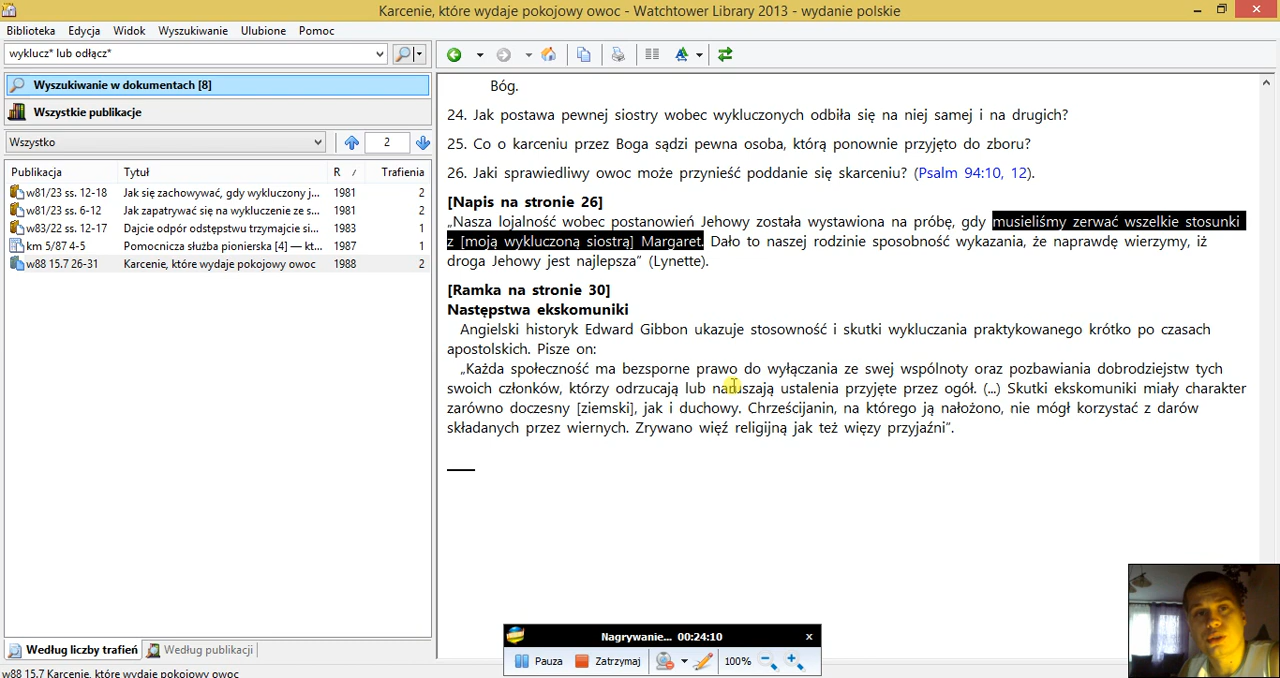 Karcenie, które wydaje pokojowy owoc - Watchtower Library 2013 - wydanie polskie
Biblioteka Edycja Widok Wyszukiwanie Ulubione Pomoc
wyklucz* lub odłącz*
Wyszukiwanie w dokumentach [8]
Wszystkie publikacje
Wszystko 2
Publikacja Tytuł R Trafienia
w81/23 ss. 12-18 Jak się zachowywać, gdy wykluczony j... 1981 2
w81/23 ss. 6-12 Jak zapatrywać się na wykluczenie ze s... 1981 2
w83/22 ss. 12-17 Dajcie odpór odstępstwu trzymajcie si... 1983 1
km 5/87 4-5 Pomocnicza służba pionierska [4] — kt... 1987 1
w88 15.7 26-31 Karcenie, które wydaje pokojowy owoc 1988 2
Według liczby trafień Według publikacji
w88 15.7 Karcenie, które wydaje pokojowy owoc
Bóg.
24. Jak postawa pewnej siostry wobec wykluczonych odbiła się na niej samej i na drugich?
25. Co o karceniu przez Boga sądzi pewna osoba, którą ponownie przyjęto do zboru?
26. Jaki sprawiedliwy owoc może przynieść poddanie się skarceniu? (Psalm 94:10, 12).
[Napis na stronie 26]
„Nasza lojalność wobec postanowień Jehowy została wystawiona na próbę, gdy musieliśmy zerwać wszelkie stosunki
z [moją wykluczoną siostrą] Margaret. Dało to naszej rodzinie sposobność wykazania, że naprawdę wierzymy, iż
droga Jehowy jest najlepsza” (Lynette).
[Ramka na stronie 30]
Następstwa ekskomuniki
Angielski historyk Edward Gibbon ukazuje stosowność i skutki wykluczania praktykowanego krótko po czasach
apostolskich. Pisze on:
„Każda społeczność ma bezsporne prawo do wyłączania ze swej wspólnoty oraz pozbawiania dobrodziejstw tych
swoich członków, którzy odrzucają lub naruszają ustalenia przyjęte przez ogół. (...) Skutki ekskomuniki miały charakter
zarówno doczesny [ziemski], jak i duchowy. Chrześcijanin, na którego ją nałożono, nie mógł korzystać z darów
składanych przez wiernych. Zrywano więź religijną jak też więzy przyjaźni”.
Nagrywanie... 00:24:10
Pauza Zatrzymaj 100%